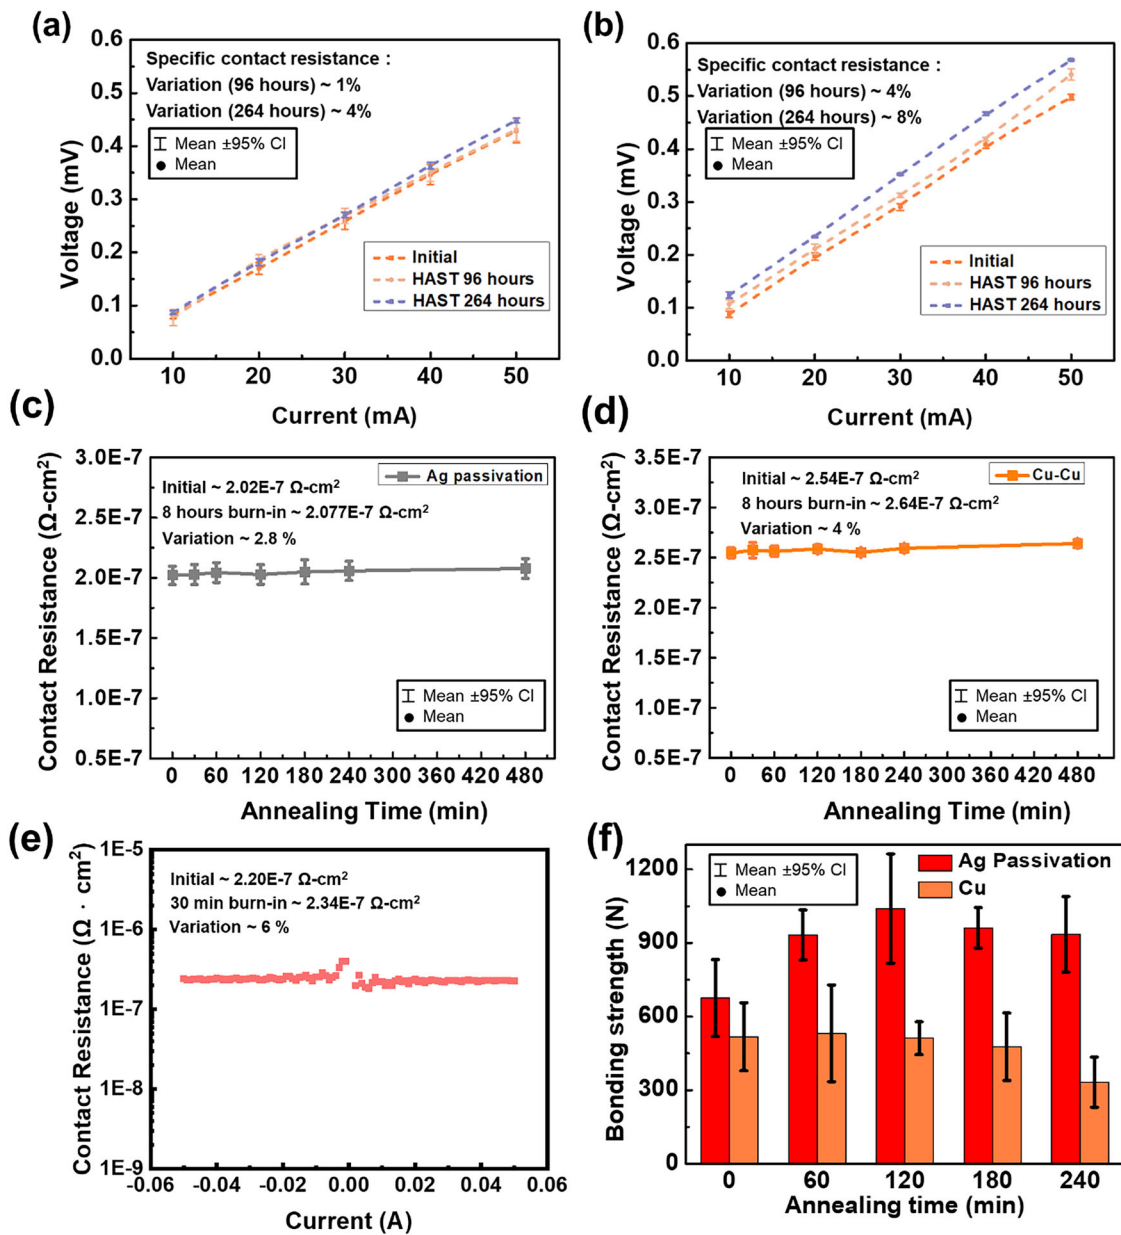 (a)
Specific contact resistance :
Variation (96 hours) ~ 1%
Variation (264 hours) ~ 4%
Mean ±95% CI
Mean
Initial
HAST 96 hours
HAST 264 hours
Voltage (mV)
0.6
0.5
0.4
0.3
0.2
0.1
0.0
10 20 30 40 50
Current (mA)
(b)
Specific contact resistance :
Variation (96 hours) ~ 4%
Variation (264 hours) ~ 8%
Mean ±95% CI
Mean
Initial
HAST 96 hours
HAST 264 hours
Voltage (mV)
0.6
0.5
0.4
0.3
0.2
0.1
0.0
10 20 30 40 50
Current (mA)
(c)
Ag passivation
Initial ~ 2.02E-7 Ω-cm²
8 hours burn-in ~ 2.077E-7 Ω-cm²
Variation ~ 2.8 %
Mean ±95% CI
Mean
Contact Resistance (Ω-cm²)
3.0E-7
2.5E-7
2.0E-7
1.5E-7
1.0E-7
0.5E-7
0 60 120 180 240 300 360 420 480
Annealing Time (min)
(d)
Cu-Cu
Initial ~ 2.54E-7 Ω-cm²
8 hours burn-in ~ 2.64E-7 Ω-cm²
Variation ~ 4 %
Mean ±95% CI
Mean
Contact Resistance (Ω-cm²)
3.5E-7
3.0E-7
2.5E-7
2.0E-7
1.5E-7
1.0E-7
0.5E-7
0 60 120 180 240 300 360 420 480
Annealing Time (min)
(e)
Initial ~ 2.20E-7 Ω-cm²
30 min burn-in ~ 2.34E-7 Ω-cm²
Variation ~ 6 %
Contact Resistance (Ω · cm²)
1E-5
1E-6
1E-7
1E-8
1E-9
-0.06 -0.04 -0.02 0.00 0.02 0.04 0.06
Current (A)
(f)
Mean ±95% CI
Mean
Ag Passivation
Cu
Bonding strength (N)
1200
900
600
300
0
0 60 120 180 240
Annealing time (min)